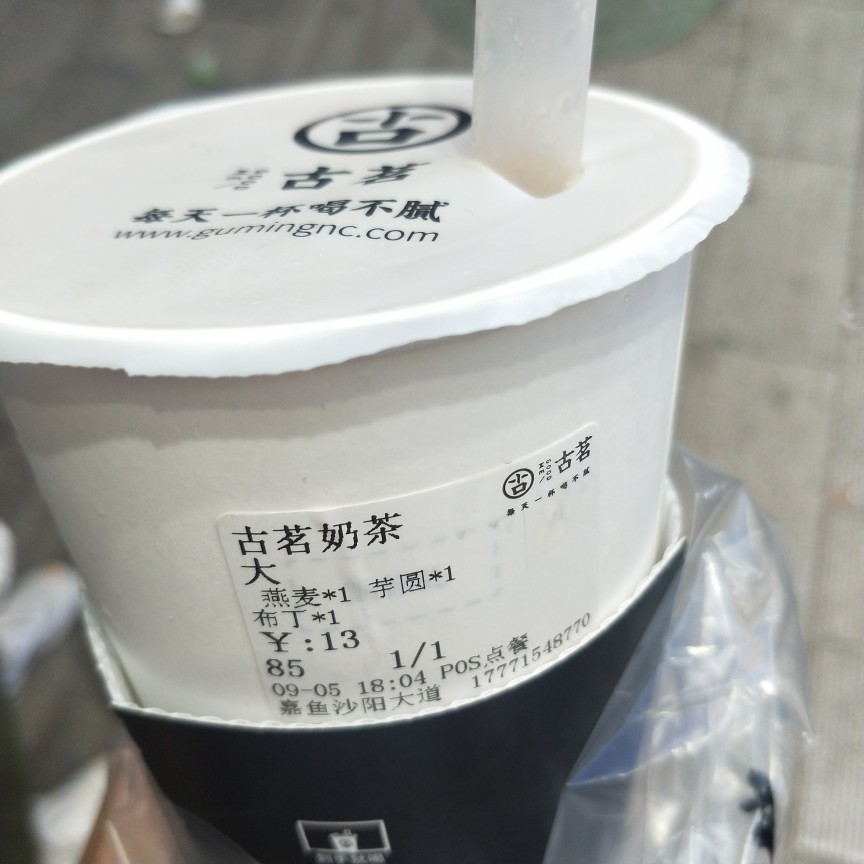 古茗
每天一杯喝不腻
www.gumingnc.com
古茗
每天一杯喝不腻
古茗奶茶
大
燕麦*1 芋圆*1
布丁*1
￥:13
85 1/1
09-05 18:04 POS点餐
嘉鱼沙阳大道 17771548770